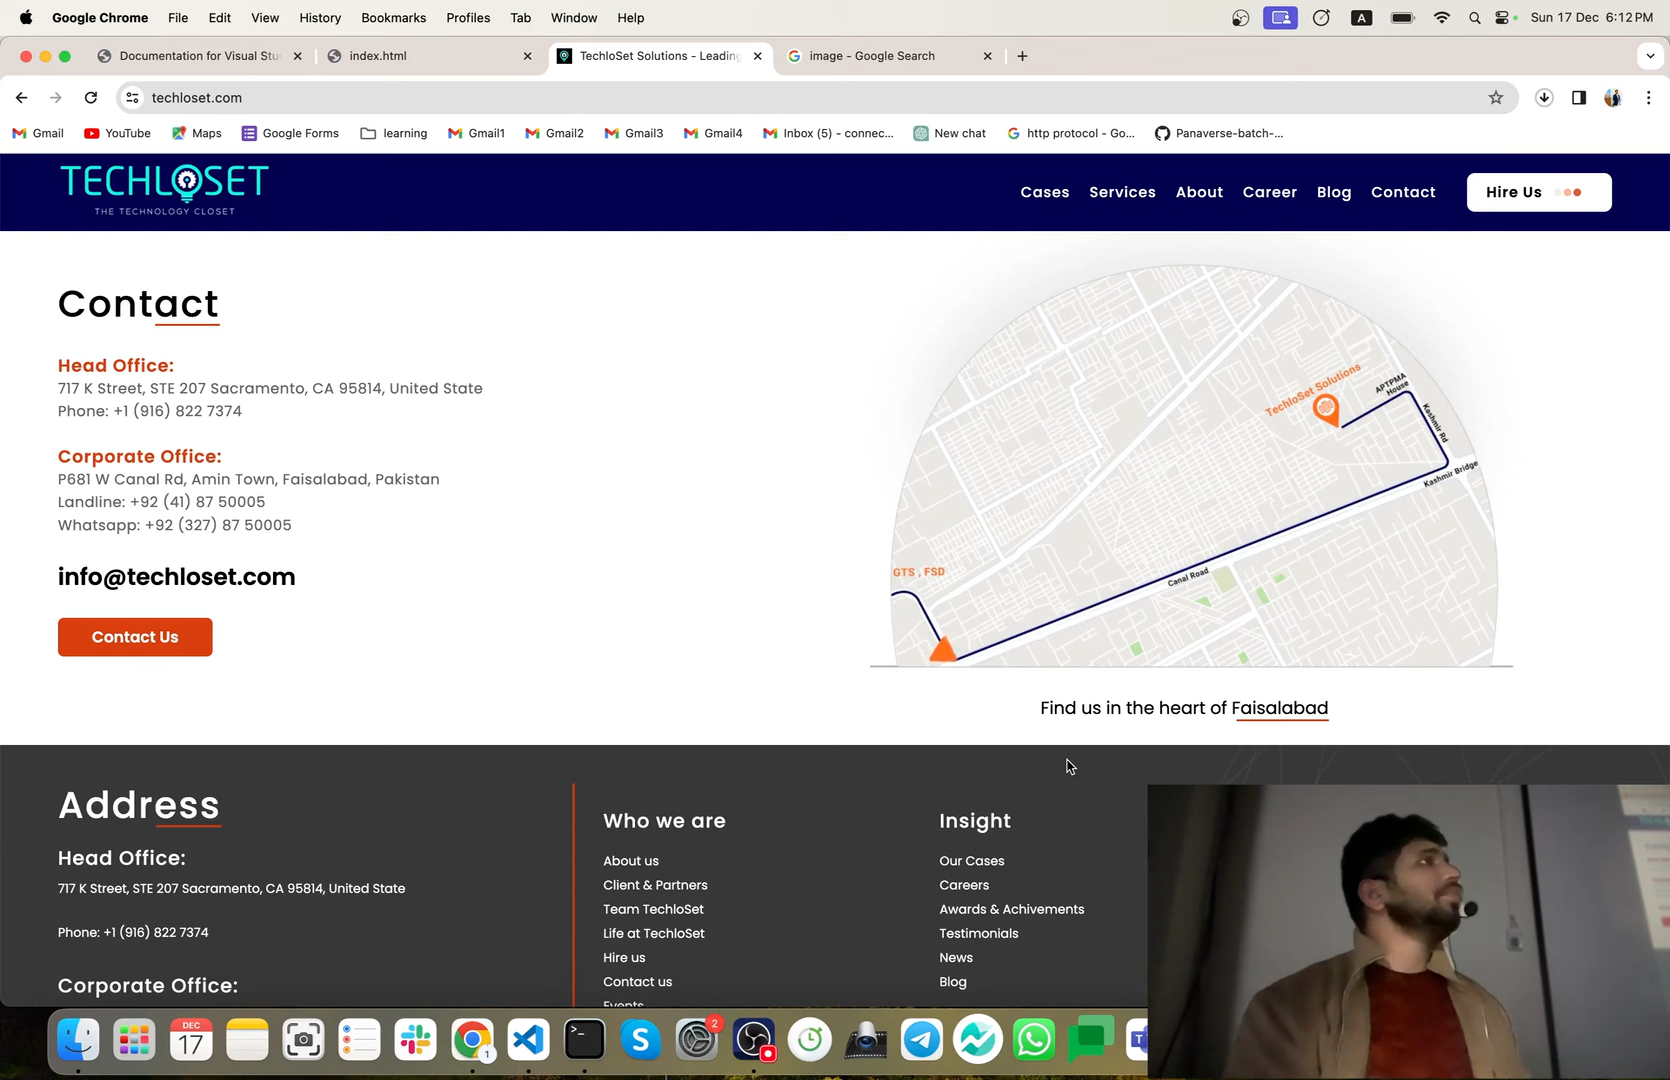 Google Chrome File Edit View History Bookmarks Profiles Tab Window Help A Sun 17 Dec 6:12 PM
Documentation for Visual Stu index.html TechloSet Solutions - Leading image - Google Search
techloset.com
Gmail YouTube Maps Google Forms learning Gmail1 Gmail2 Gmail3 Gmail4 Inbox (5) - connec... New chat http protocol - Go... Panaverse-batch-...
TECHLOSET
THE TECHNOLOGY CLOSET
Cases Services About Career Blog Contact Hire Us
Contact
Head Office:
717 K Street, STE 207 Sacramento, CA 95814, United State
Phone: +1 (916) 822 7374
Corporate Office:
P681 W Canal Rd, Amin Town, Faisalabad, Pakistan
Landline: +92 (41) 87 50005
Whatsapp: +92 (327) 87 50005
info@techloset.com
Contact Us
TechloSet Solutions
APTPMA
House
Kashmir Rd
Kashmir Bridge
Canal Road
GTS , FSD
Find us in the heart of Faisalabad
Address
Head Office:
717 K Street, STE 207 Sacramento, CA 95814, United State
Phone: +1 (916) 822 7374
Corporate Office:
Who we are
About us
Client & Partners
Team TechloSet
Life at TechloSet
Hire us
Contact us
Events
Insight
Our Cases
Careers
Awards & Achivements
Testimonials
News
Blog
DEC
17
1
2